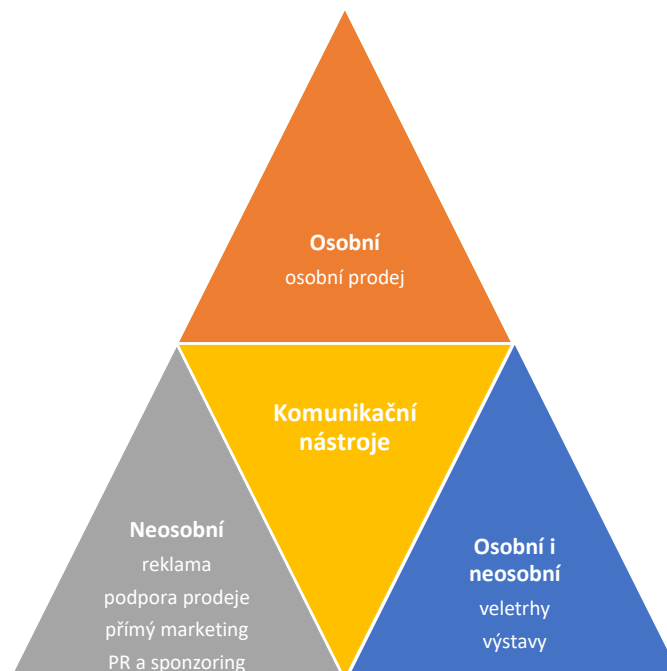 Osobní
osobní prodej
Komunikační
nástroje
Neosobní
reklama
podpora prodeje
přímý marketing
PR a sponzoring
Osobní i
neosobní
veletrhy
výstavy